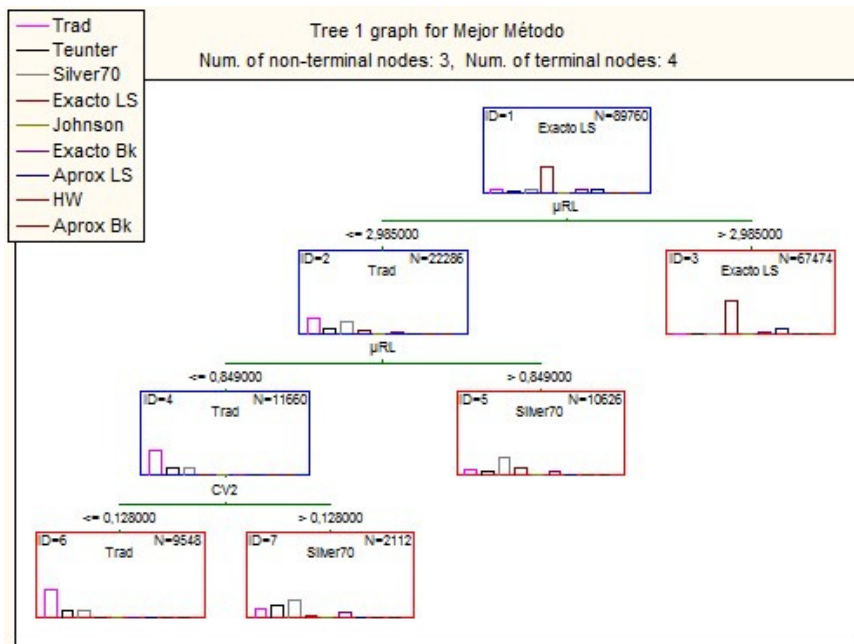 Trad
Teunter
Silver70
Exacto LS
Johnson
Exacto Bk
Aprox LS
HW
Aprox Bk
Tree 1 graph for Mejor Método
Num. of non-terminal nodes: 3, Num. of terminal nodes: 4
ID=1 N=89760
Exacto LS
µRL
<= 2,985000 > 2,985000
ID=2 N=22286
Trad
ID=3 N=67474
Exacto LS
µRL
<= 0,849000 > 0,849000
ID=4 N=11660
Trad
ID=5 N=10626
Silver70
CV2
<= 0,128000 > 0,128000
ID=6 N=9548
Trad
ID=7 N=2112
Silver70